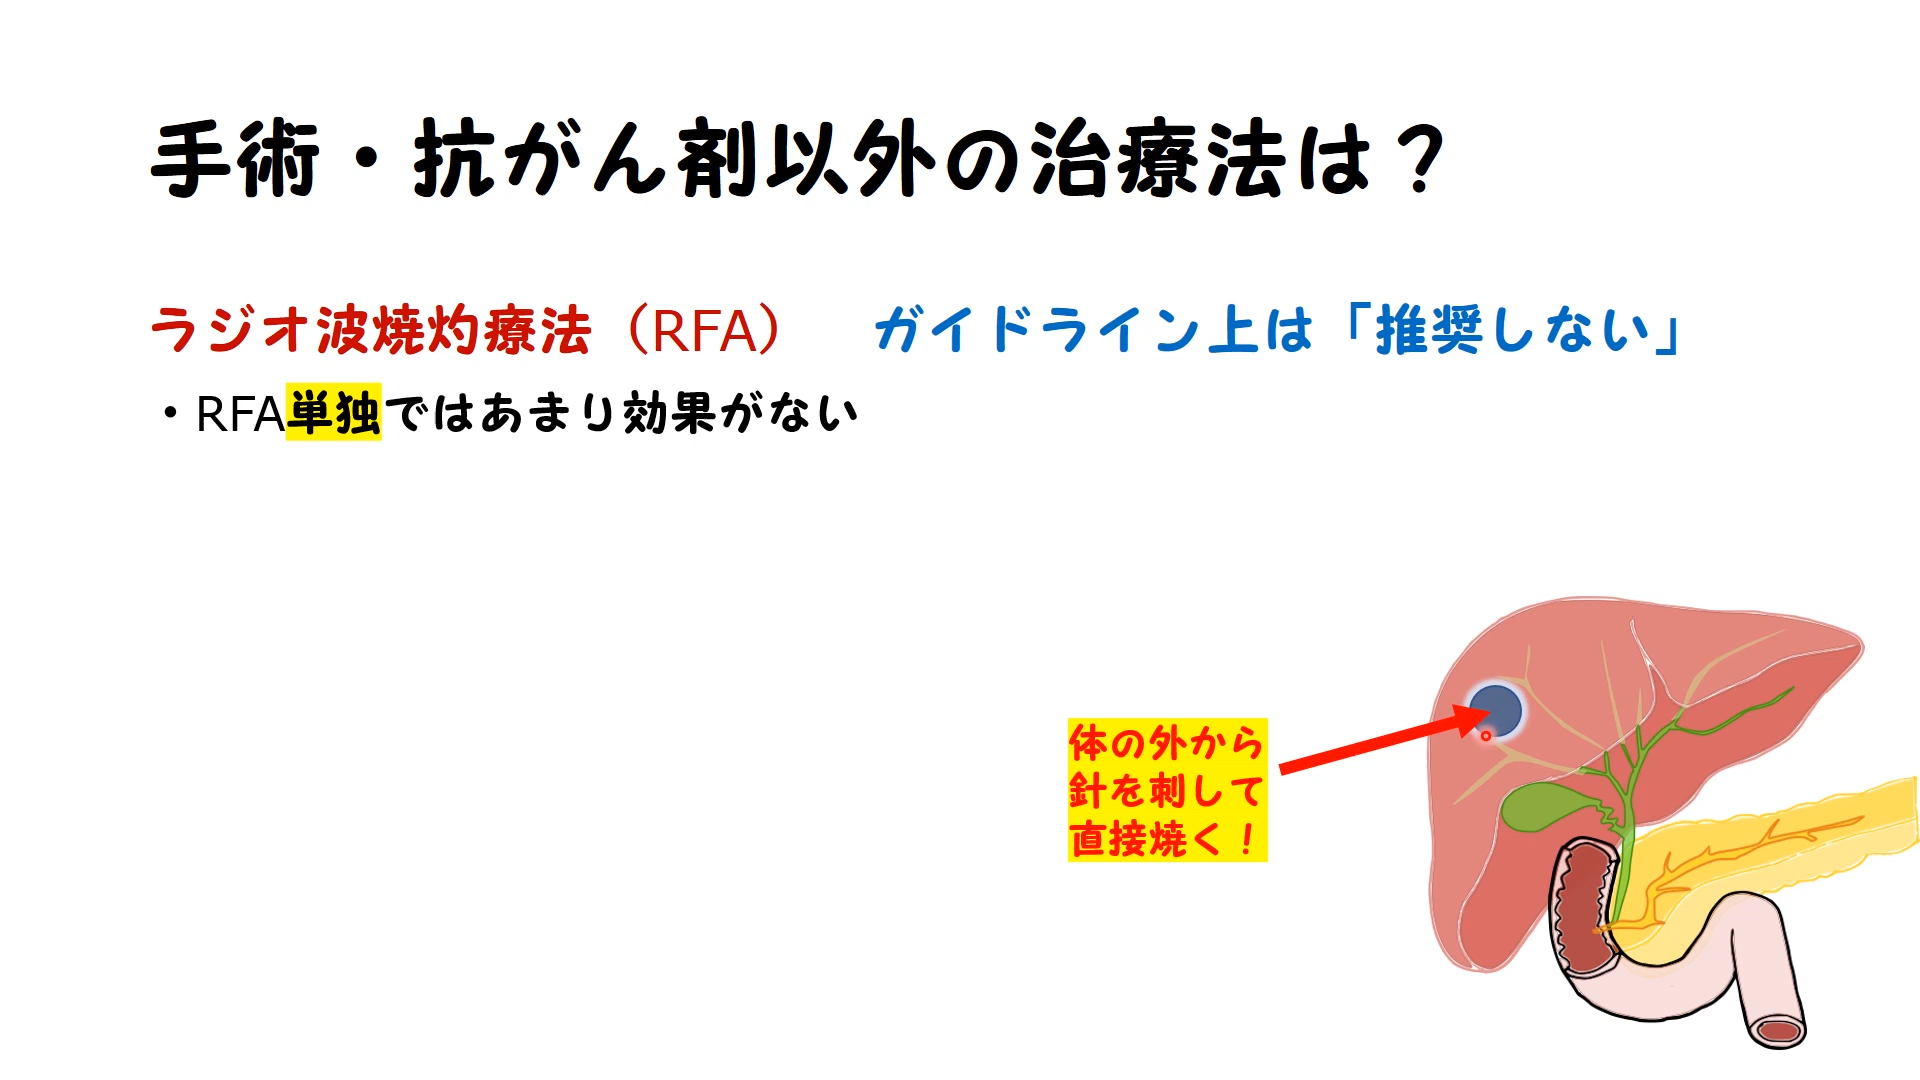 手術・抗がん剤以外の治療法は？
ラジオ波焼灼療法（RFA）　ガイドライン上は「推奨しない」
・RFA単独ではあまり効果がない
体の外から
針を刺して
直接焼く！